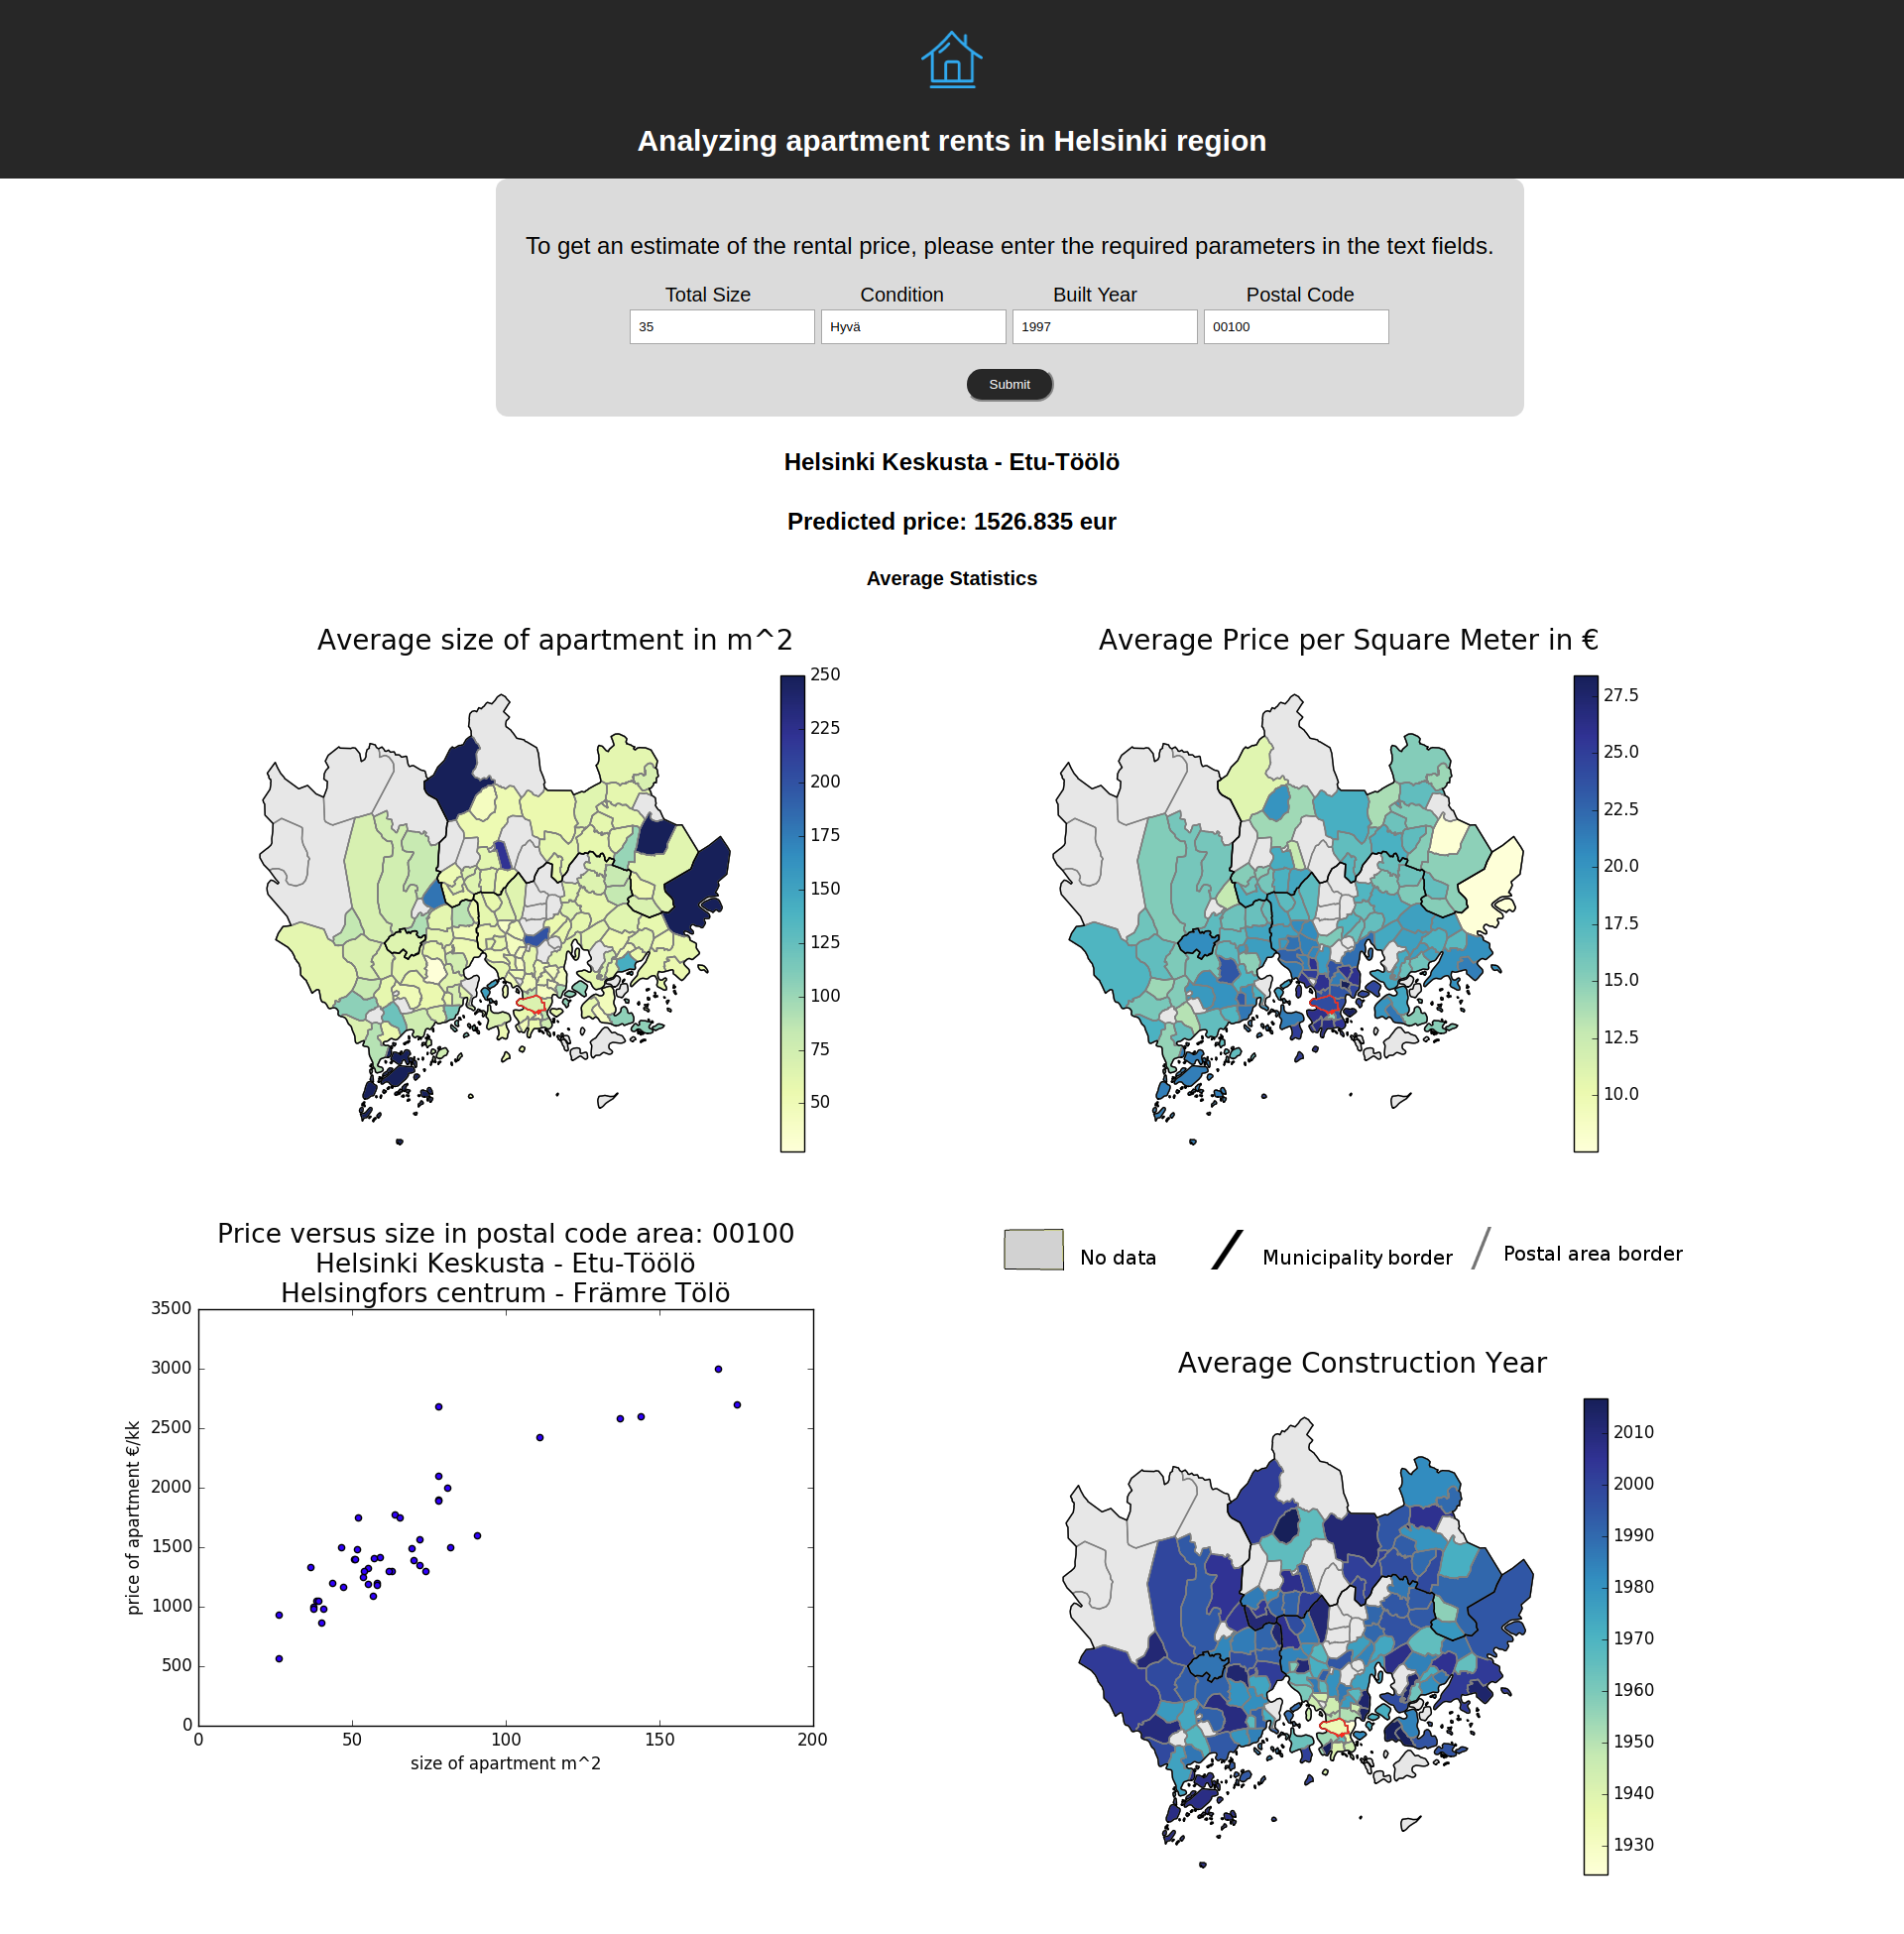 Analyzing apartment rents in Helsinki region
To get an estimate of the rental price, please enter the required parameters in the text fields.
Total Size Condition Built Year Postal Code
35 Hyvä 1997 00100
Submit
Helsinki Keskusta - Etu-Töölö
Predicted price: 1526.835 eur
Average Statistics
Average size of apartment in m^2
250
225
200
175
150
125
100
75
50
Average Price per Square Meter in €
27.5
25.0
22.5
20.0
17.5
15.0
12.5
10.0
Price versus size in postal code area: 00100
Helsinki Keskusta - Etu-Töölö
Helsingfors centrum - Främre Tölö
3500
3000
2500
2000
1500
1000
500
0
price of apartment €/kk
0 50 100 150 200
size of apartment m^2
No data Municipality border Postal area border
Average Construction Year
2010
2000
1990
1980
1970
1960
1950
1940
1930